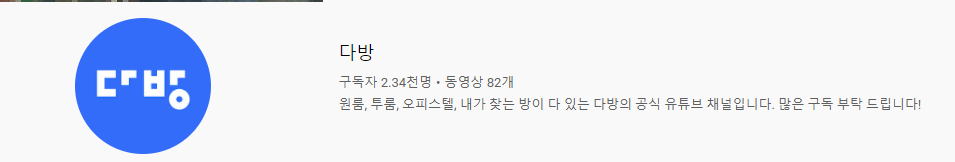 다방
다방
구독자 2.34천명 • 동영상 82개
원룸, 투룸, 오피스텔, 내가 찾는 방이 다 있는 다방의 공식 유튜브 채널입니다. 많은 구독 부탁 드립니다!